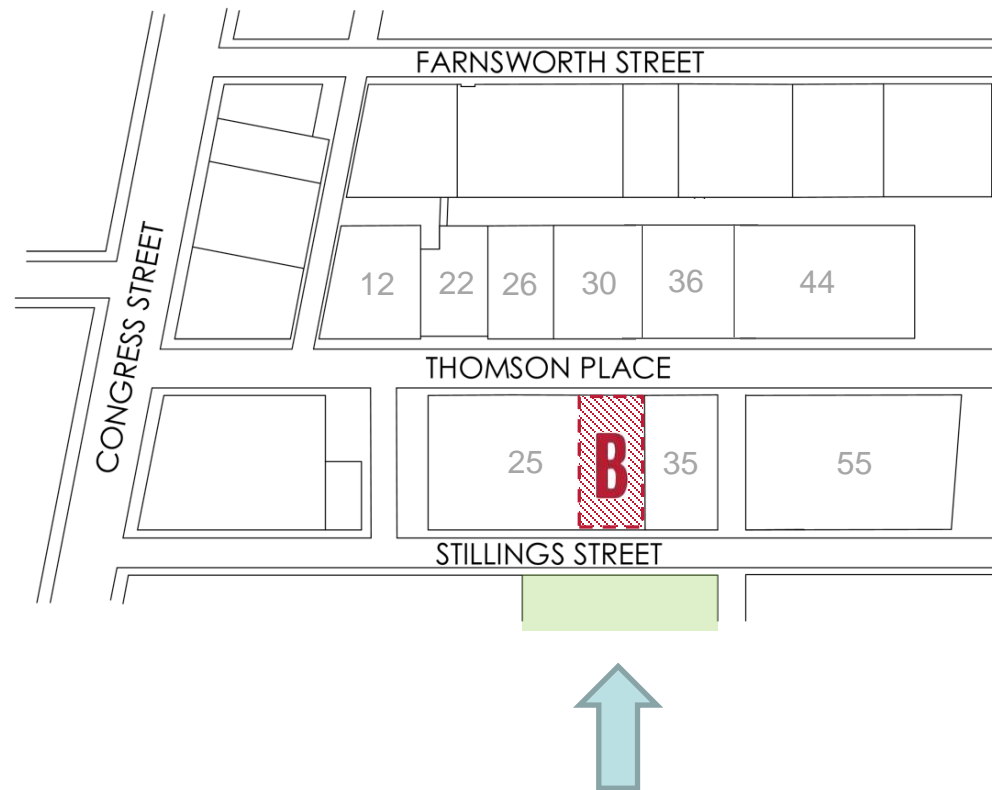 FARNSWORTH STREET
CONGRESS STREET
12 22 26 30 36 44
THOMSON PLACE
25 B 35 55
STILLINGS STREET